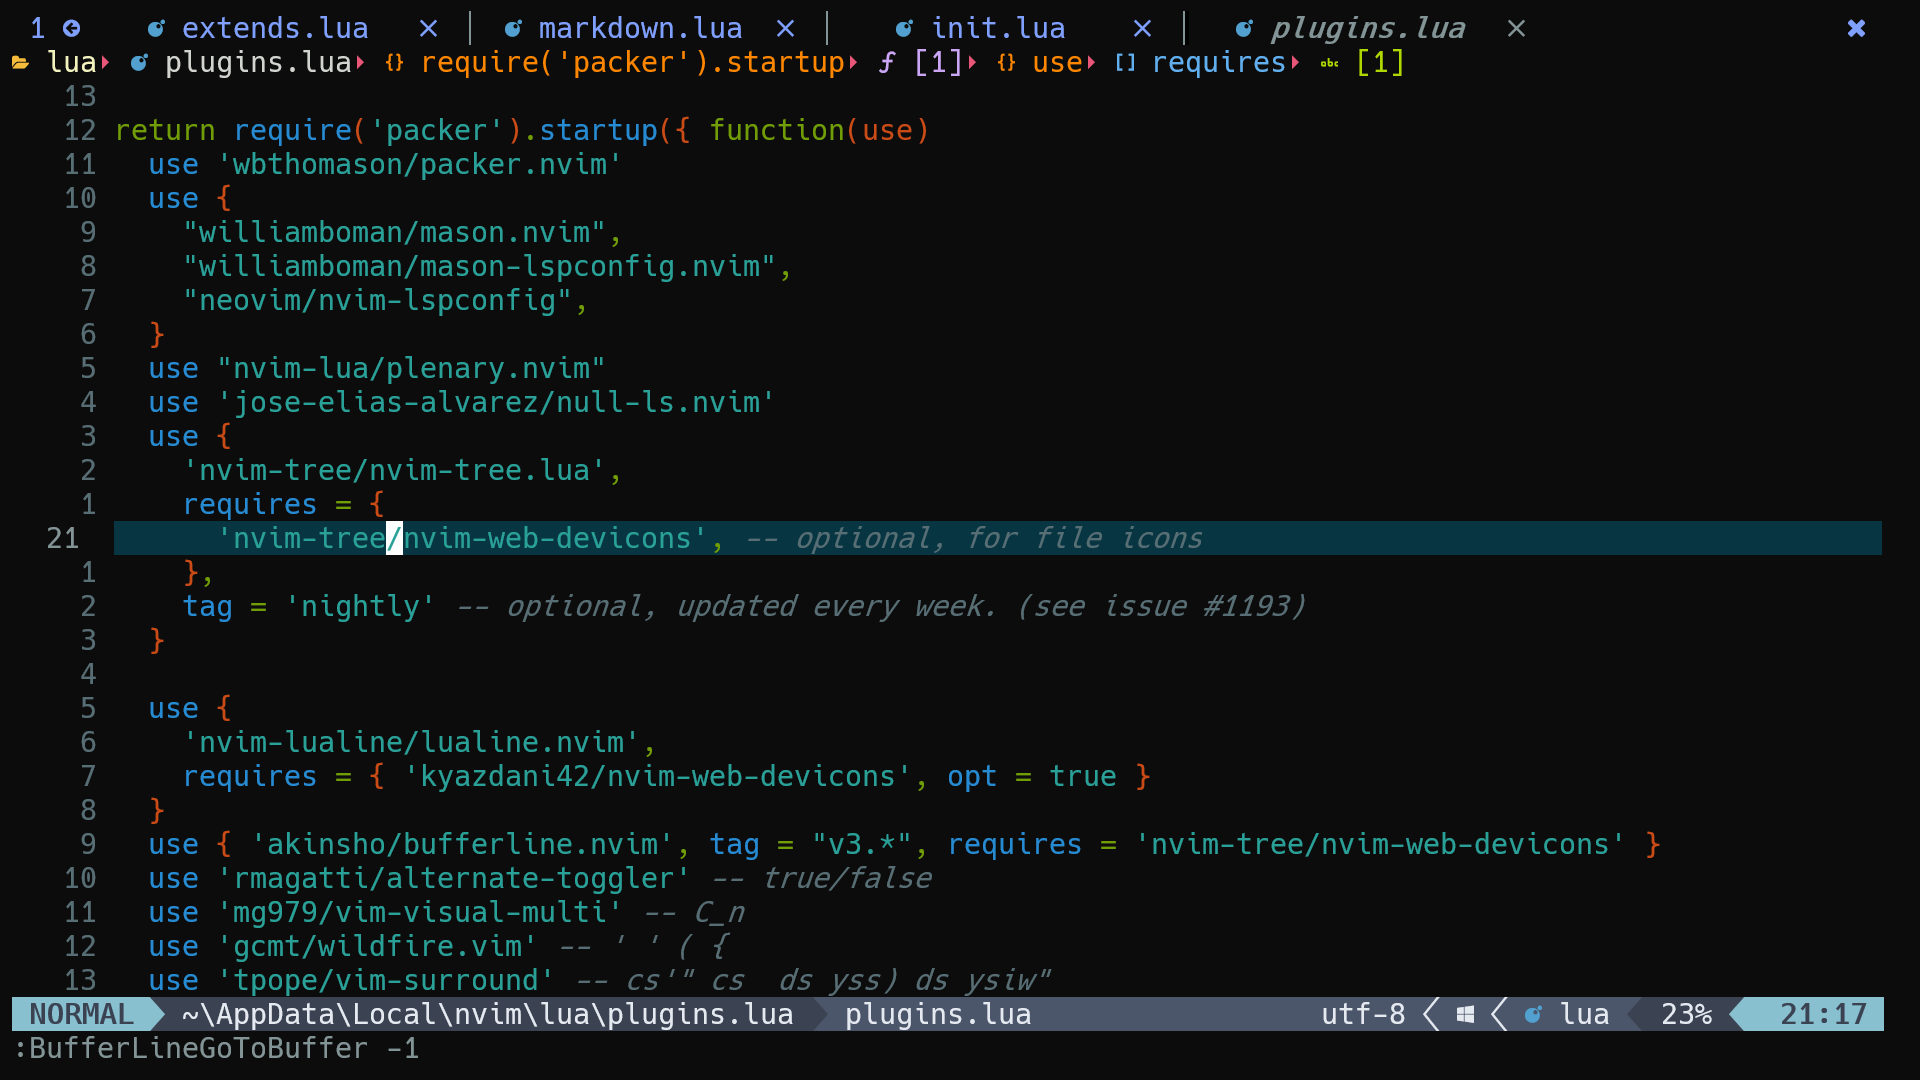 1 extends.lua markdown.lua init.lua plugins.lua
lua plugins.lua {} require('packer').startup ƒ [1] {} use [] requires abc [1]
13
12 return require('packer').startup({ function(use)
11   use 'wbthomason/packer.nvim'
10   use {
9     "williamboman/mason.nvim",
8     "williamboman/mason-lspconfig.nvim",
7     "neovim/nvim-lspconfig",
6   }
5   use "nvim-lua/plenary.nvim"
4   use 'jose-elias-alvarez/null-ls.nvim'
3   use {
2     'nvim-tree/nvim-tree.lua',
1     requires = {
21       'nvim-tree/nvim-web-devicons', -- optional, for file icons
1     },
2     tag = 'nightly' -- optional, updated every week. (see issue #1193)
3   }
4
5   use {
6     'nvim-lualine/lualine.nvim',
7     requires = { 'kyazdani42/nvim-web-devicons', opt = true }
8   }
9   use { 'akinsho/bufferline.nvim', tag = "v3.*", requires = 'nvim-tree/nvim-web-devicons' }
10   use 'rmagatti/alternate-toggler' -- true/false
11   use 'mg979/vim-visual-multi' -- C_n
12   use 'gcmt/wildfire.vim' -- ' ' ( {
13   use 'tpope/vim-surround' -- cs'" cs  ds yss) ds ysiw"
NORMAL ~\AppData\Local\nvim\lua\plugins.lua plugins.lua utf-8 lua 23% 21:17
:BufferLineGoToBuffer -1